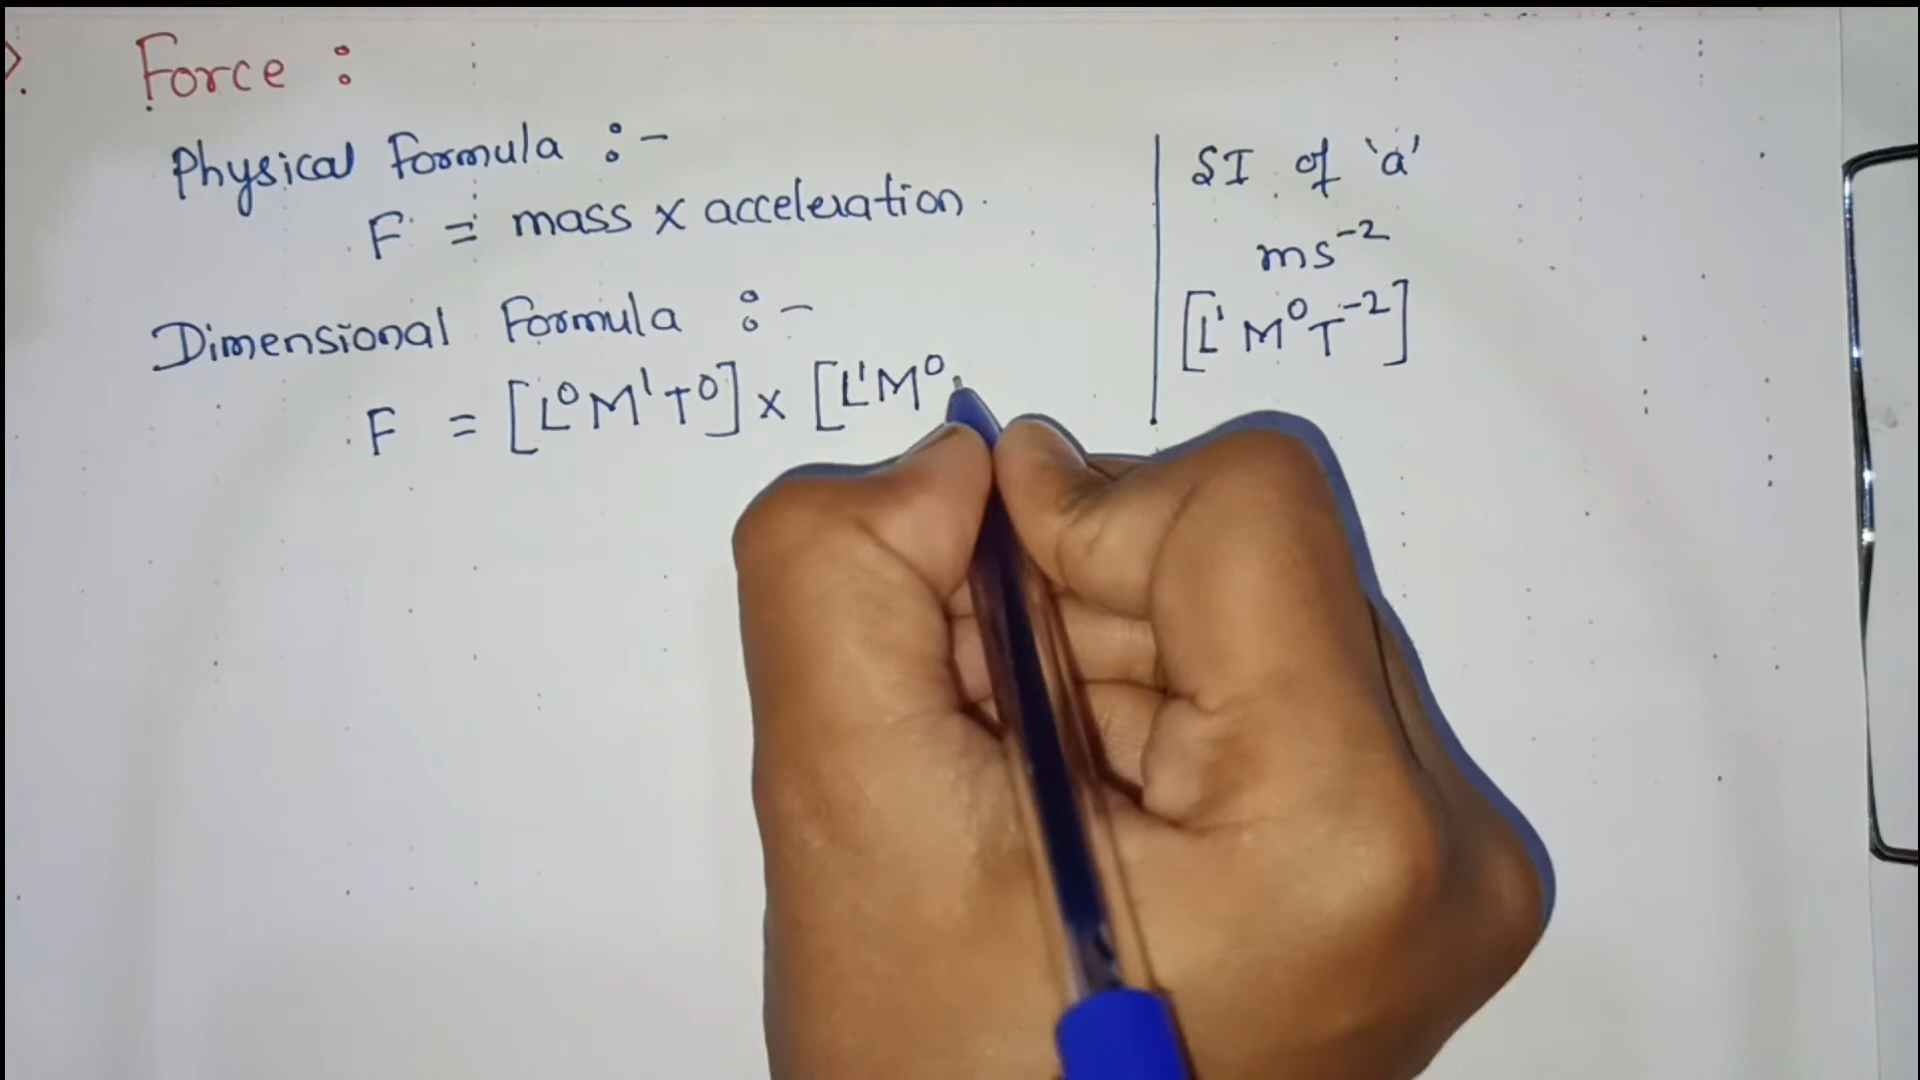 Force :
Physical Formula :-
F = mass x acceleration
Dimensional Formula :-
F = [L⁰M¹T⁰] x [L¹M⁰
SI of 'a'
ms⁻²
[L¹M⁰T⁻²]